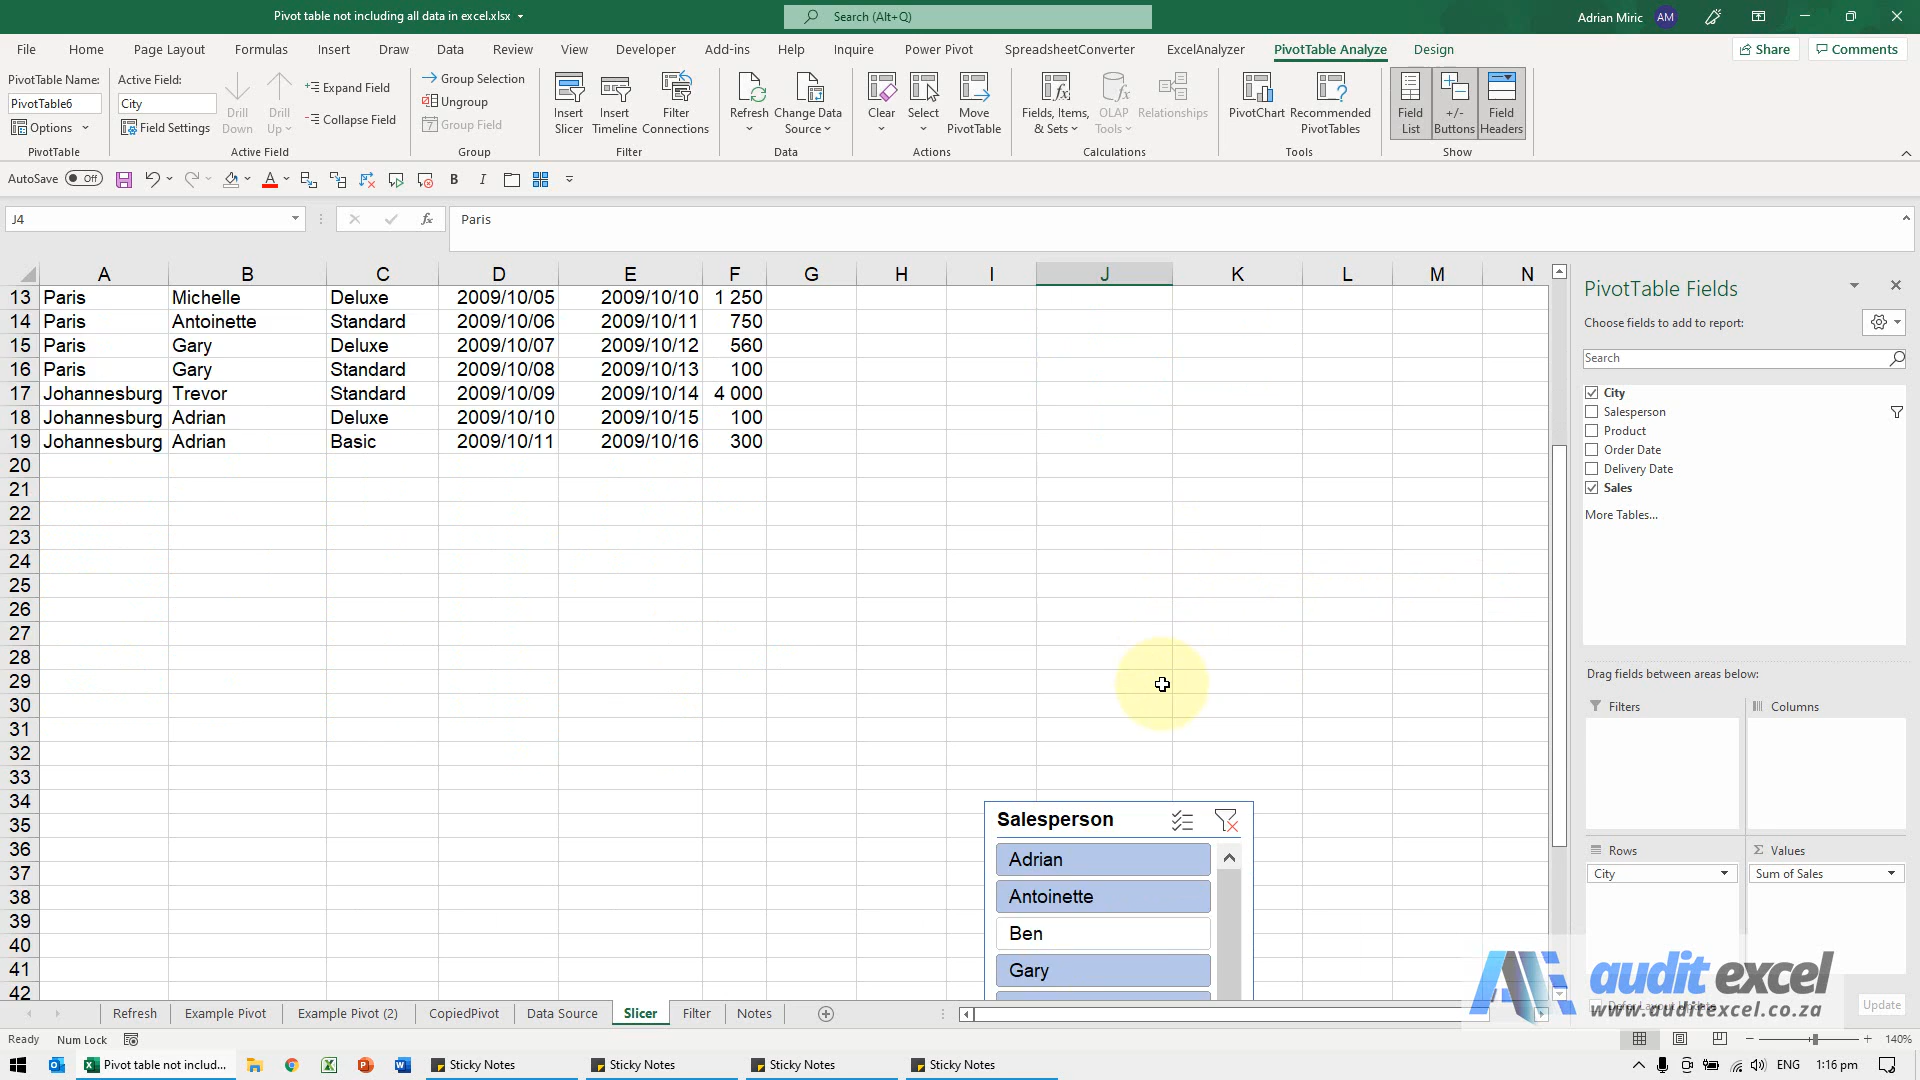 Pivot table not including all data in excel.xlsx
Search (Alt+Q)
Adrian Miric AM
File Home Page Layout Formulas Insert Draw Data Review View Developer Add-ins Help Inquire Power Pivot SpreadsheetConverter ExcelAnalyzer PivotTable Analyze Design Share Comments
PivotTable Name:
PivotTable6
Options
PivotTable
Active Field:
City
Field Settings
Drill Down
Drill Up
Expand Field
Collapse Field
Active Field
Group Selection
Ungroup
Group Field
Group
Insert Slicer
Insert Timeline
Filter Connections
Filter
Refresh
Change Data Source
Data
Clear
Select
Move PivotTable
Actions
Fields, Items, & Sets
OLAP Tools
Relationships
Calculations
PivotChart
Recommended PivotTables
Tools
Field List
+/- Buttons
Field Headers
Show
AutoSave Off
B I
J4
fx
Paris
A B C D E F G H I J K L M N
13 Paris Michelle Deluxe 2009/10/05 2009/10/10 1 250
14 Paris Antoinette Standard 2009/10/06 2009/10/11 750
15 Paris Gary Deluxe 2009/10/07 2009/10/12 560
16 Paris Gary Standard 2009/10/08 2009/10/13 100
17 Johannesburg Trevor Standard 2009/10/09 2009/10/14 4 000
18 Johannesburg Adrian Deluxe 2009/10/10 2009/10/15 100
19 Johannesburg Adrian Basic 2009/10/11 2009/10/16 300
20
21
22
23
24
25
26
27
28
29
30
31
32
33
34
35
36
37
38
39
40
41
42
Salesperson
Adrian
Antoinette
Ben
Gary
PivotTable Fields
Choose fields to add to report:
Search
City
Salesperson
Product
Order Date
Delivery Date
Sales
More Tables...
Drag fields between areas below:
Filters
Columns
Rows
Values
City
Sum of Sales
Defer Layout Update
Update
audit excel
www.auditexcel.co.za
Refresh Example Pivot Example Pivot (2) CopiedPivot Data Source Slicer Filter Notes
Ready Num Lock
140%
Pivot table not includ...
Sticky Notes
Sticky Notes
Sticky Notes
Sticky Notes
ENG 1:16 pm